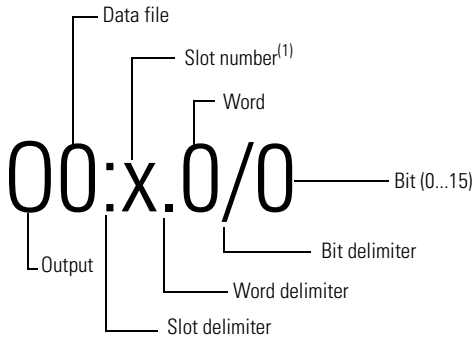 Data file
Slot number(1)
Word
O0:x.0/0
Bit (0...15)
Bit delimiter
Output
Word delimiter
Slot delimiter